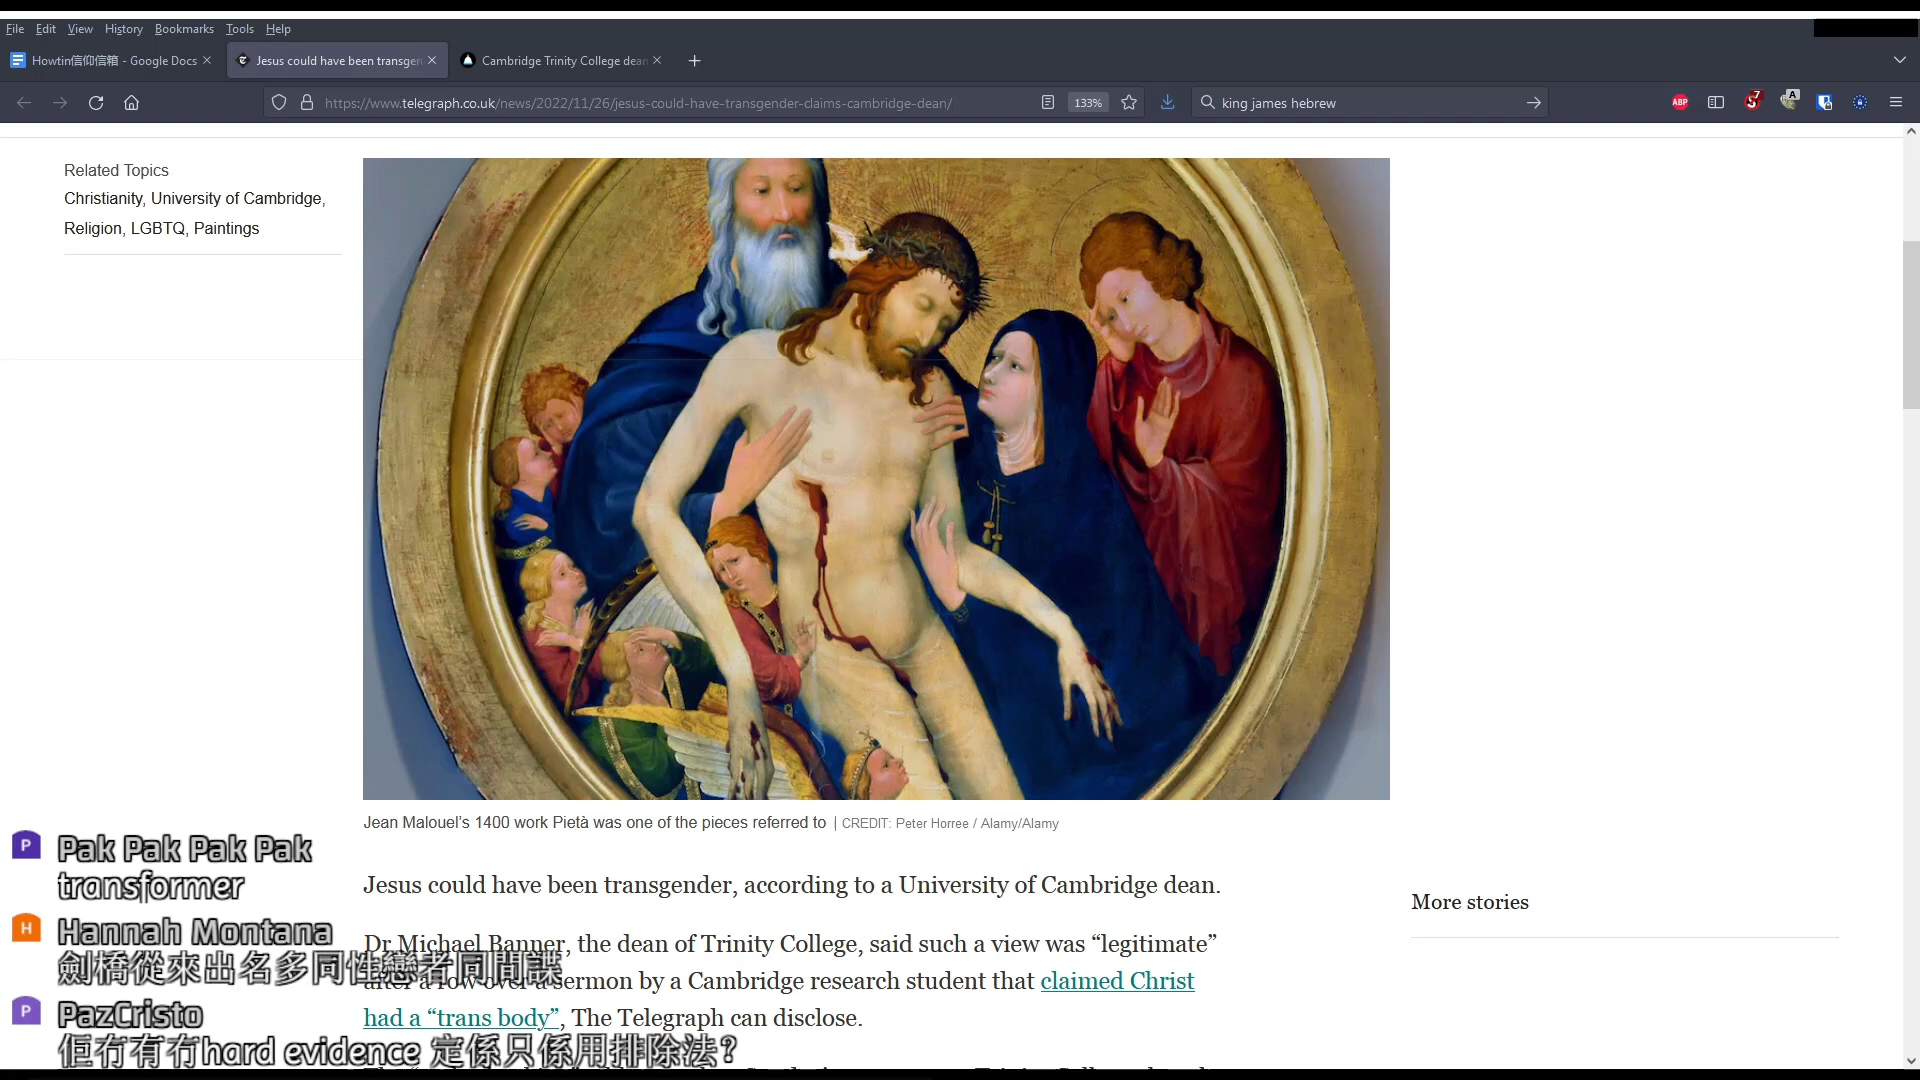 File Edit View History Bookmarks Tools Help
Howtin信仰信箱 - Google Docs
Jesus could have been transgen
Cambridge Trinity College dean
https://www.telegraph.co.uk/news/2022/11/26/jesus-could-have-transgender-claims-cambridge-dean/
133%
king james hebrew
ABP
7
A
Related Topics
Christianity, University of Cambridge,
Religion, LGBTQ, Paintings
Jean Malouel's 1400 work Pietà was one of the pieces referred to | CREDIT: Peter Horree / Alamy/Alamy
Jesus could have been transgender, according to a University of Cambridge dean.
Dr Michael Banner, the dean of Trinity College, said such a view was “legitimate”
after a row over a sermon by a Cambridge research student that claimed Christ
had a “trans body”, The Telegraph can disclose.
More stories
P
Pak Pak Pak Pak
transformer
H
Hannah Montana
劍橋從來出名多同性戀者同間諜
P
PazCristo
佢冇有冇hard evidence 定係只係用排除法?